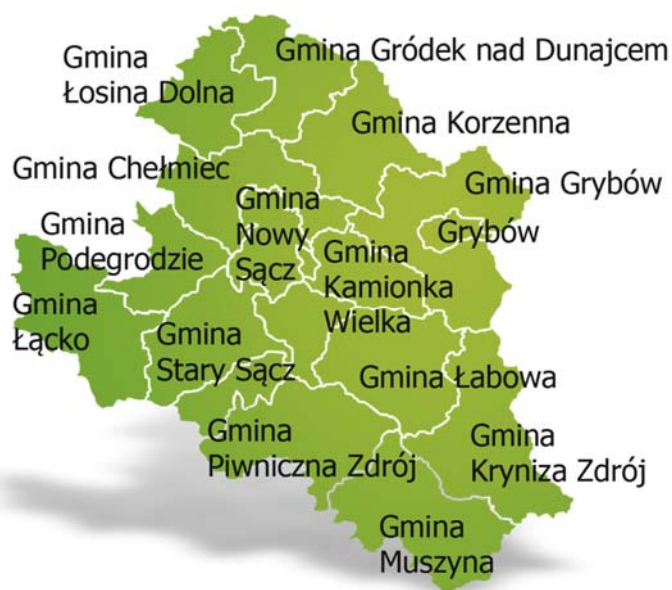 Gmina
Łosina Dolna
Gmina Gródek nad Dunajcem
Gmina Korzenna
Gmina Chełmiec
Gmina Grybów
Gmina
Nowy
Sącz
Grybów
Gmina
Podegrodzie
Gmina
Kamionka
Wielka
Gmina
Łącko
Gmina
Stary Sącz
Gmina Łabowa
Gmina
Piwniczna Zdrój
Gmina
Kryniza Zdrój
Gmina
Muszyna